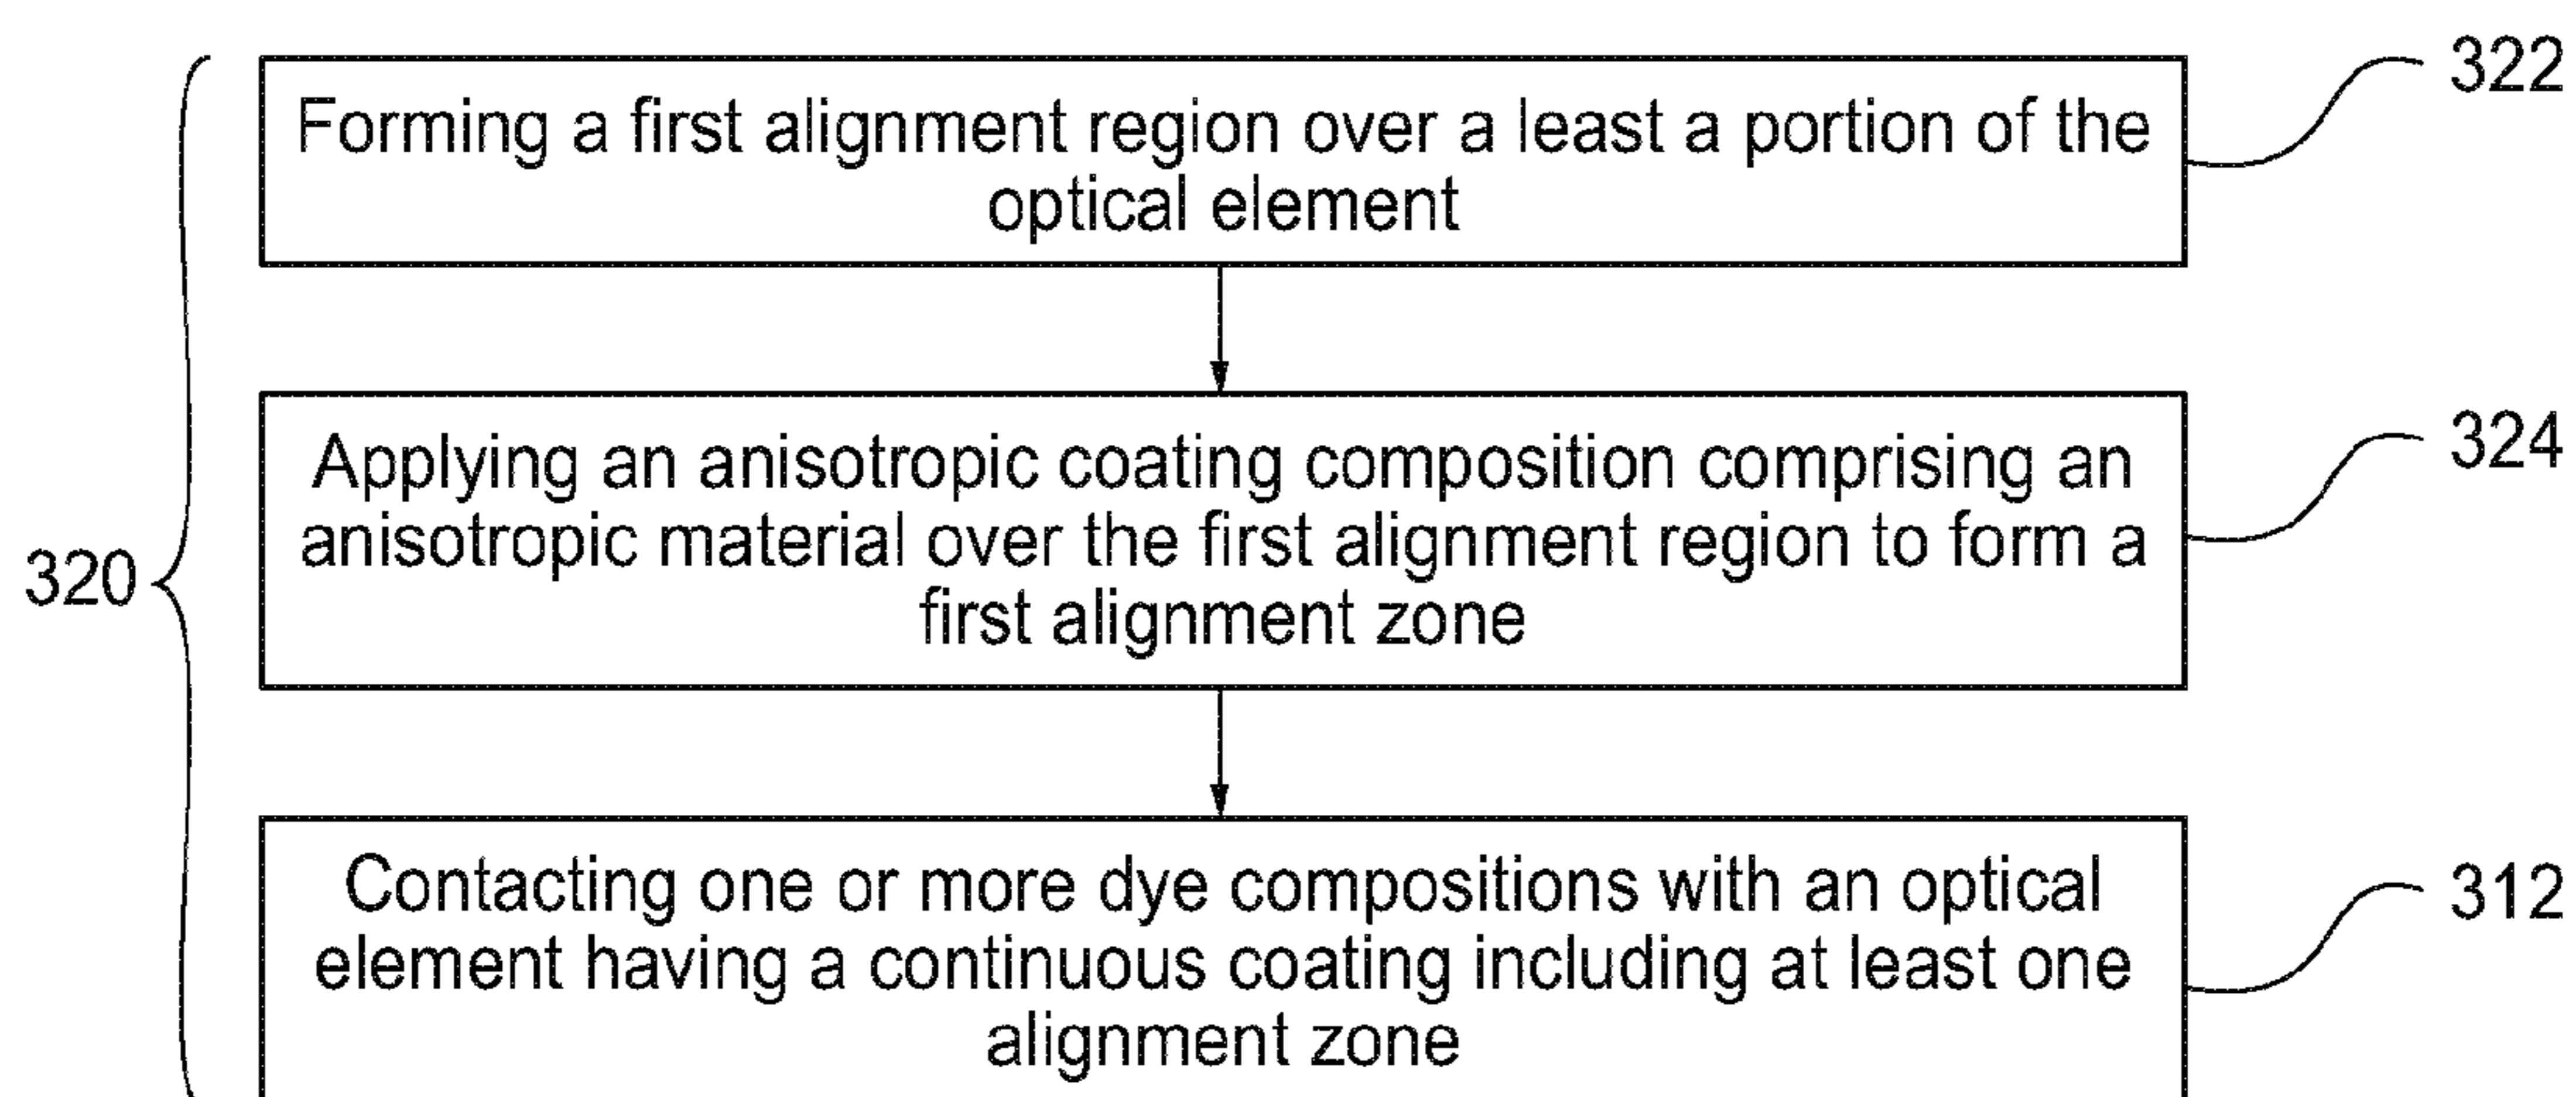 Forming a first alignment region over a least a portion of the
optical element
322
Applying an anisotropic coating composition comprising an
anisotropic material over the first alignment region to form a
first alignment zone
324
320
Contacting one or more dye compositions with an optical
element having a continuous coating including at least one
alignment zone
312